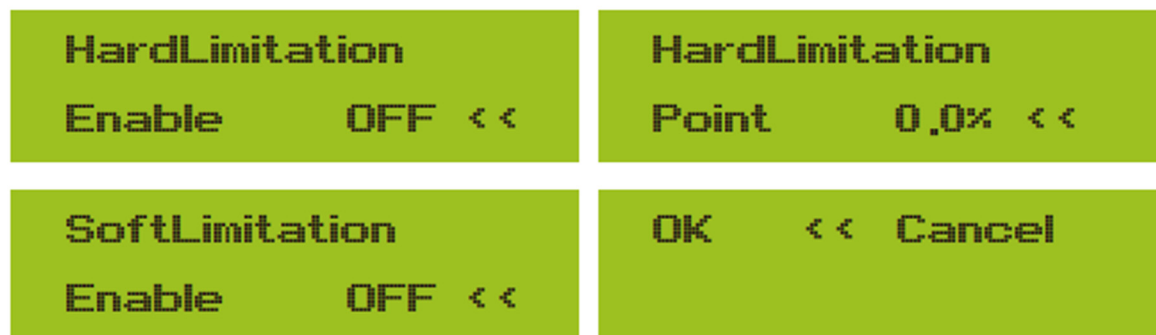 HardLimitation
Enable OFF <<
HardLimitation
Point 0.0% <<
SoftLimitation
Enable OFF <<
OK << Cancel